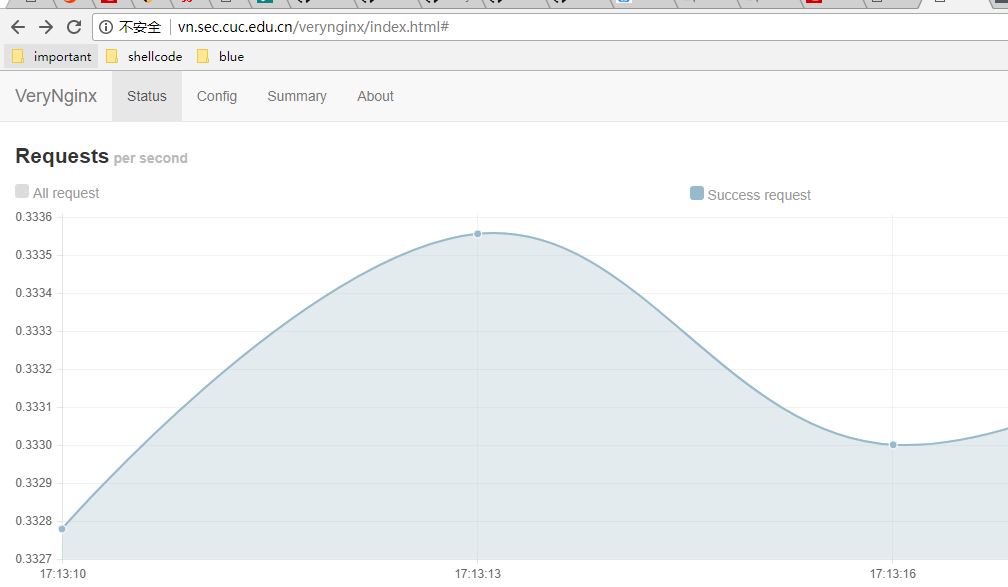 不安全 vn.sec.cuc.edu.cn/verynginx/index.html#
important shellcode blue
VeryNginx Status Config Summary About
Requests per second
All request Success request
0.3336
0.3335
0.3334
0.3333
0.3332
0.3331
0.3330
0.3329
0.3328
0.3327
17:13:10 17:13:13 17:13:16